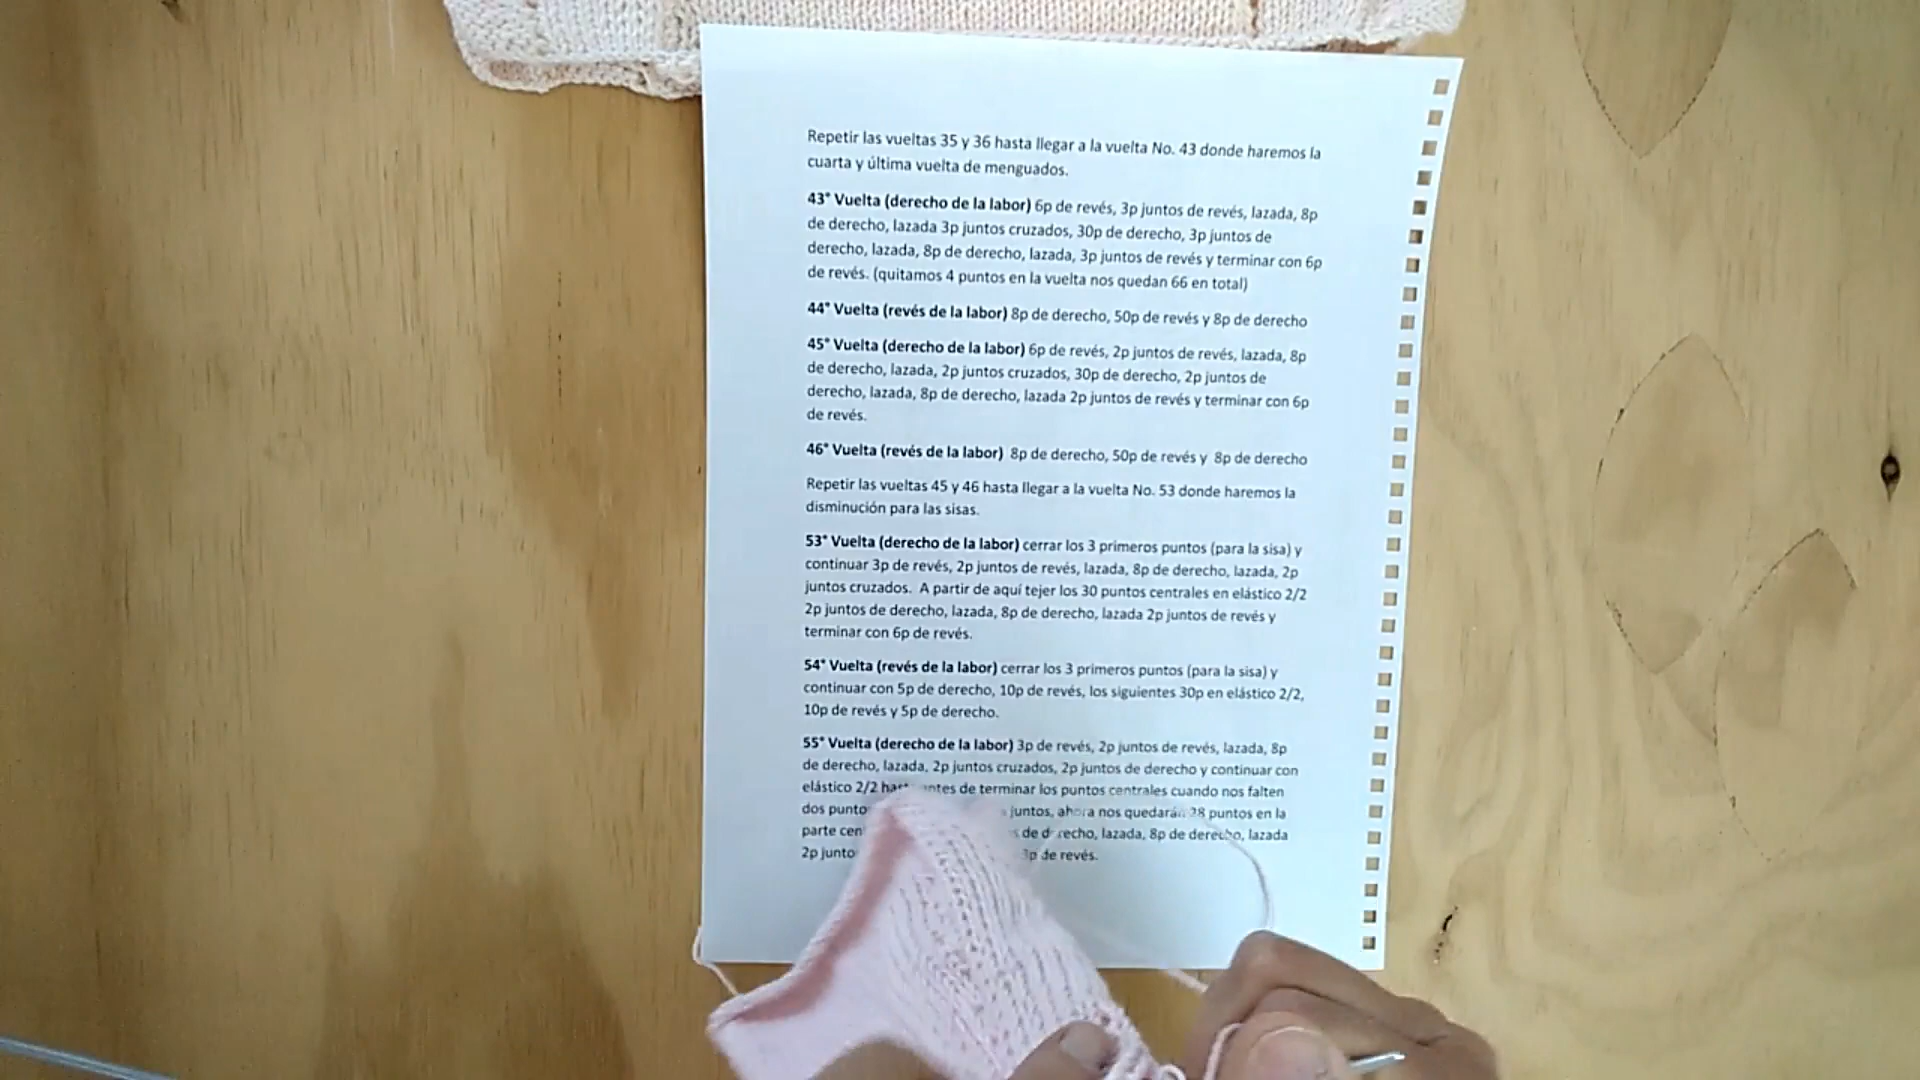 Repetir las vueltas 35 y 36 hasta llegar a la vuelta No. 43 donde haremos la
cuarta y última vuelta de menguados.
43° Vuelta (derecho de la labor) 6p de revés, 3p juntos de revés, lazada, 8p
de derecho, lazada 3p juntos cruzados, 30p de derecho, 3p juntos de
derecho, lazada, 8p de derecho, lazada, 3p juntos de revés y terminar con 6p
de revés. (quitamos 4 puntos en la vuelta nos quedan 66 en total)
44° Vuelta (revés de la labor) 8p de derecho, 50p de revés y 8p de derecho
45° Vuelta (derecho de la labor) 6p de revés, 2p juntos de revés, lazada, 8p
de derecho, lazada, 2p juntos cruzados, 30p de derecho, 2p juntos de
derecho, lazada, 8p de derecho, lazada 2p juntos de revés y terminar con 6p
de revés.
46° Vuelta (revés de la labor) 8p de derecho, 50p de revés y 8p de derecho
Repetir las vueltas 45 y 46 hasta llegar a la vuelta No. 53 donde haremos la
disminución para las sisas.
53° Vuelta (derecho de la labor) cerrar los 3 primeros puntos (para la sisa) y
continuar 3p de revés, 2p juntos de revés, lazada, 8p de derecho, lazada, 2p
juntos cruzados. A partir de aquí tejer los 30 puntos centrales en elástico 2/2
2p juntos de derecho, lazada, 8p de derecho, lazada 2p juntos de revés y
terminar con 6p de revés.
54° Vuelta (revés de la labor) cerrar los 3 primeros puntos (para la sisa) y
continuar con 5p de derecho, 10p de revés, los siguientes 30p en elástico 2/2,
10p de revés y 5p de derecho.
55° Vuelta (derecho de la labor) 3p de revés, 2p juntos de revés, lazada, 8p
de derecho, lazada, 2p juntos cruzados, 2p juntos de derecho y continuar con
elástico 2/2 de terminar los puntos centrales cuando nos falten
dos juntos, ahora nos quedarán 28 puntos en la
parte de derecho, lazada, 8p de derecho, lazada
2p 3p de revés.